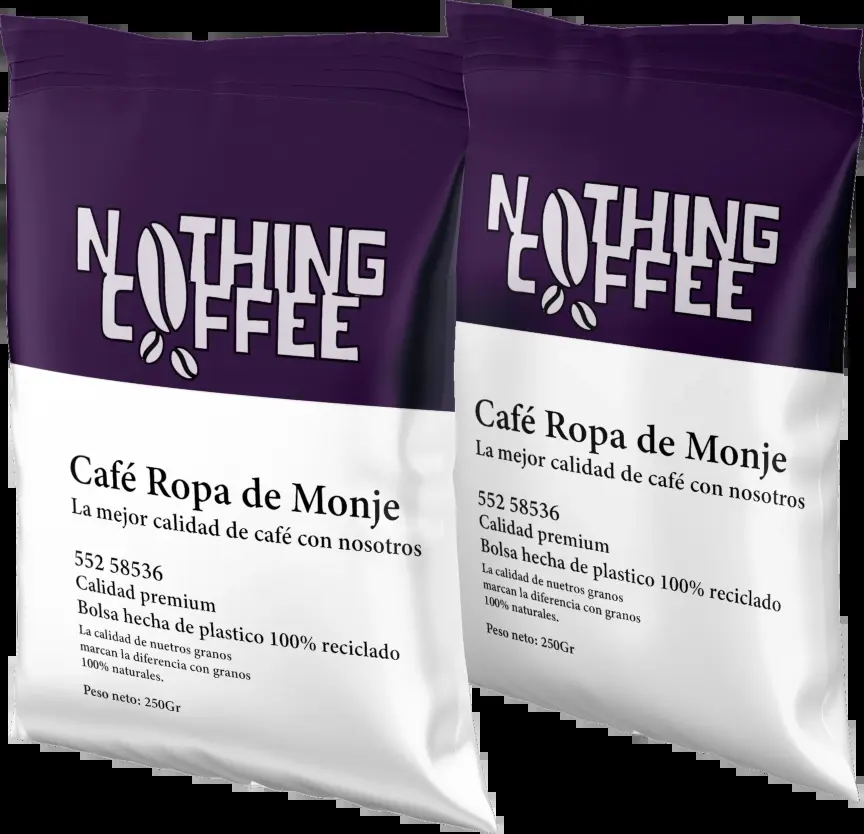 NOTHING
COFFEE
Café Ropa de Monje
La mejor calidad de café con nosotros
552 58536
Calidad premium
Bolsa hecha de plastico 100% reciclado
La calidad de nuetros granos
marcan la diferencia con granos
100% naturales.
Peso neto: 250Gr
NOTHING
COFFEE
Café Ropa de Monje
La mejor calidad de café con nosotros
552 58536
Calidad premium
Bolsa hecha de plastico 100% reciclado
La calidad de nuetros granos
marcan la diferencia con granos
100% naturales.
Peso neto: 250Gr